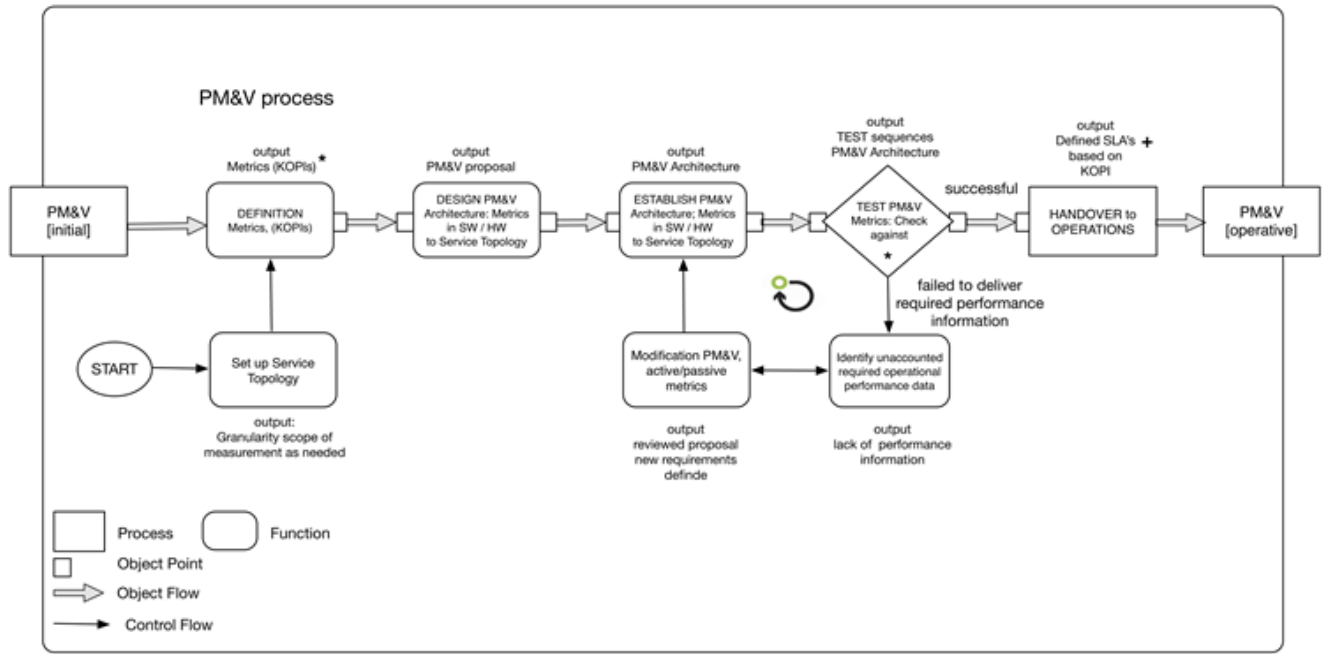 PM&V process
output
Metrics (KOPIs) *
output
PM&V proposal
output
PM&V Architecture
output
TEST sequences
PM&V Architecture
output
Defined SLA's +
based on
KOPI
PM&V
[initial]
DEFINITION
Metrics, (KOPIs)
DESIGN PM&V
Architecture: Metrics
in SW / HW
to Service Topology
ESTABLISH PM&V
Architecture; Metrics
in SW / HW
to Service Topology
TEST PM&V
Metrics: Check
against
*
successful
HANDOVER to
OPERATIONS
PM&V
[operative]
failed to deliver
required performance
information
START
Set up Service
Topology
Modification PM&V,
active/passive
metrics
Identify unaccounted
required operational
performance data
output:
Granularity scope of
measurement as needed
output
reviewed proposal
new requirements
definde
output
lack of performance
information
Process
Function
Object Point
Object Flow
Control Flow